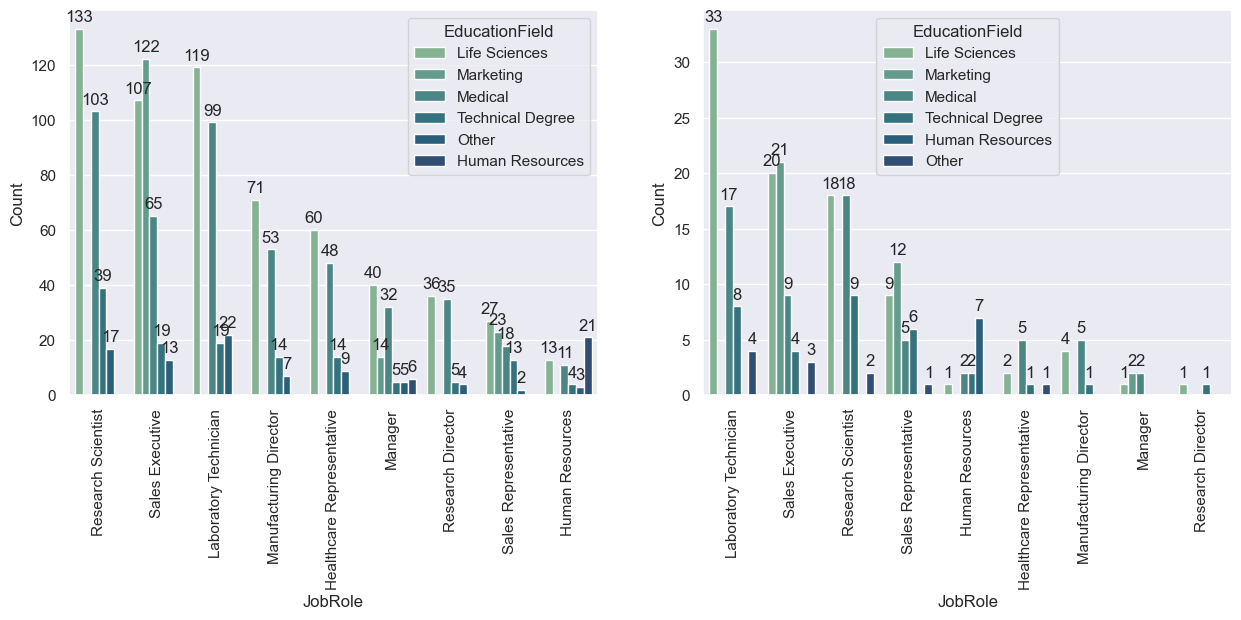 EducationField
Life Sciences
Marketing
Medical
Technical Degree
Other
Human Resources
Count
0
20
40
60
80
100
120
133
103
39
17
107
122
65
19
13
119
99
19
22
71
53
14
7
60
48
14
9
40
14
32
5
5
6
36
35
5
4
27
23
18
13
2
13
11
4
3
21
Research Scientist
Sales Executive
Laboratory Technician
Manufacturing Director
Healthcare Representative
Manager
Research Director
Sales Representative
Human Resources
JobRole
EducationField
Life Sciences
Marketing
Medical
Technical Degree
Human Resources
Other
Count
0
5
10
15
20
25
30
33
17
8
4
20
21
9
4
3
18
18
9
2
9
12
5
6
1
1
2
2
7
2
5
1
1
4
5
1
1
2
2
1
1
Laboratory Technician
Sales Executive
Research Scientist
Sales Representative
Human Resources
Healthcare Representative
Manufacturing Director
Manager
Research Director
JobRole